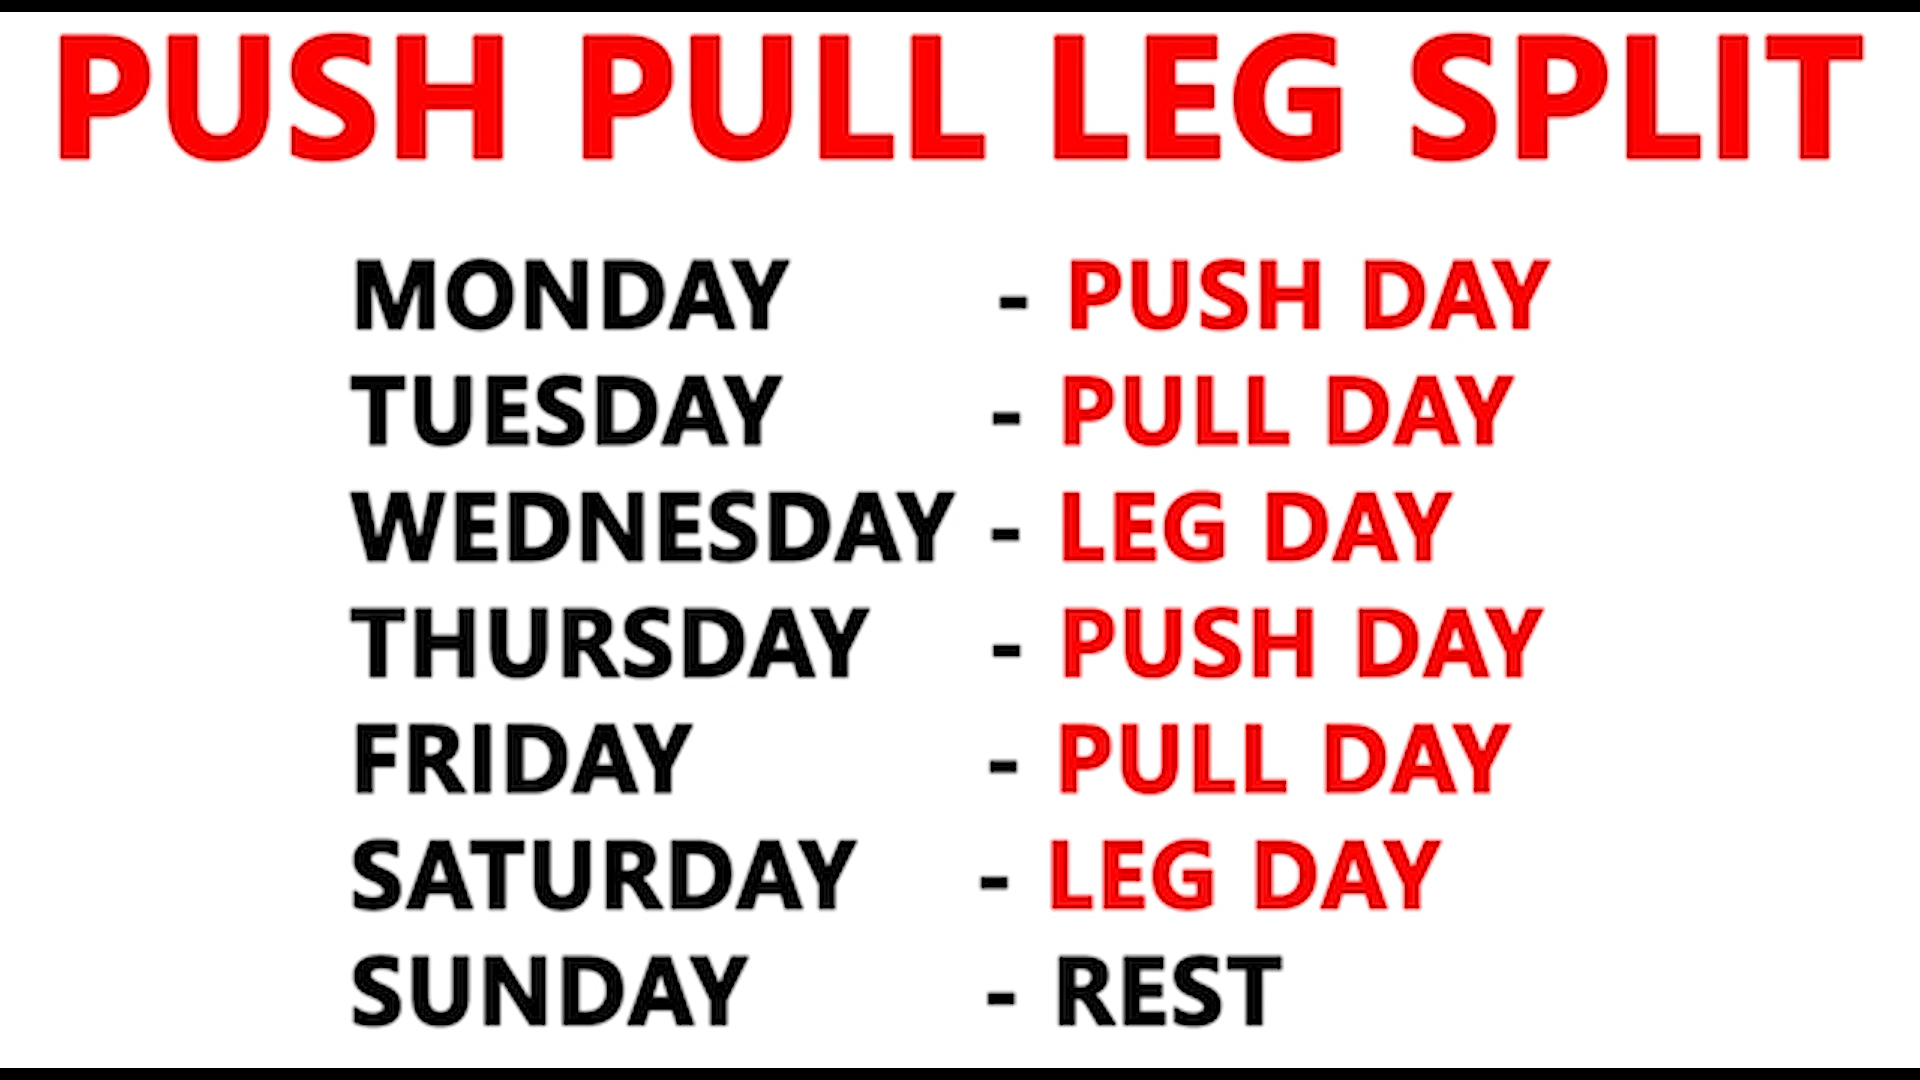 PUSH PULL LEG SPLIT
MONDAY - PUSH DAY
TUESDAY - PULL DAY
WEDNESDAY - LEG DAY
THURSDAY - PUSH DAY
FRIDAY - PULL DAY
SATURDAY - LEG DAY
SUNDAY - REST